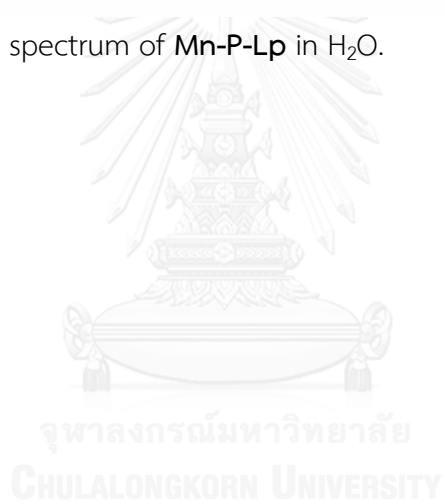 spectrum of Mn-P-Lp in H₂O.
จุฬาลงกรณ์มหาวิทยาลัย
CHULALONGKORN UNIVERSITY